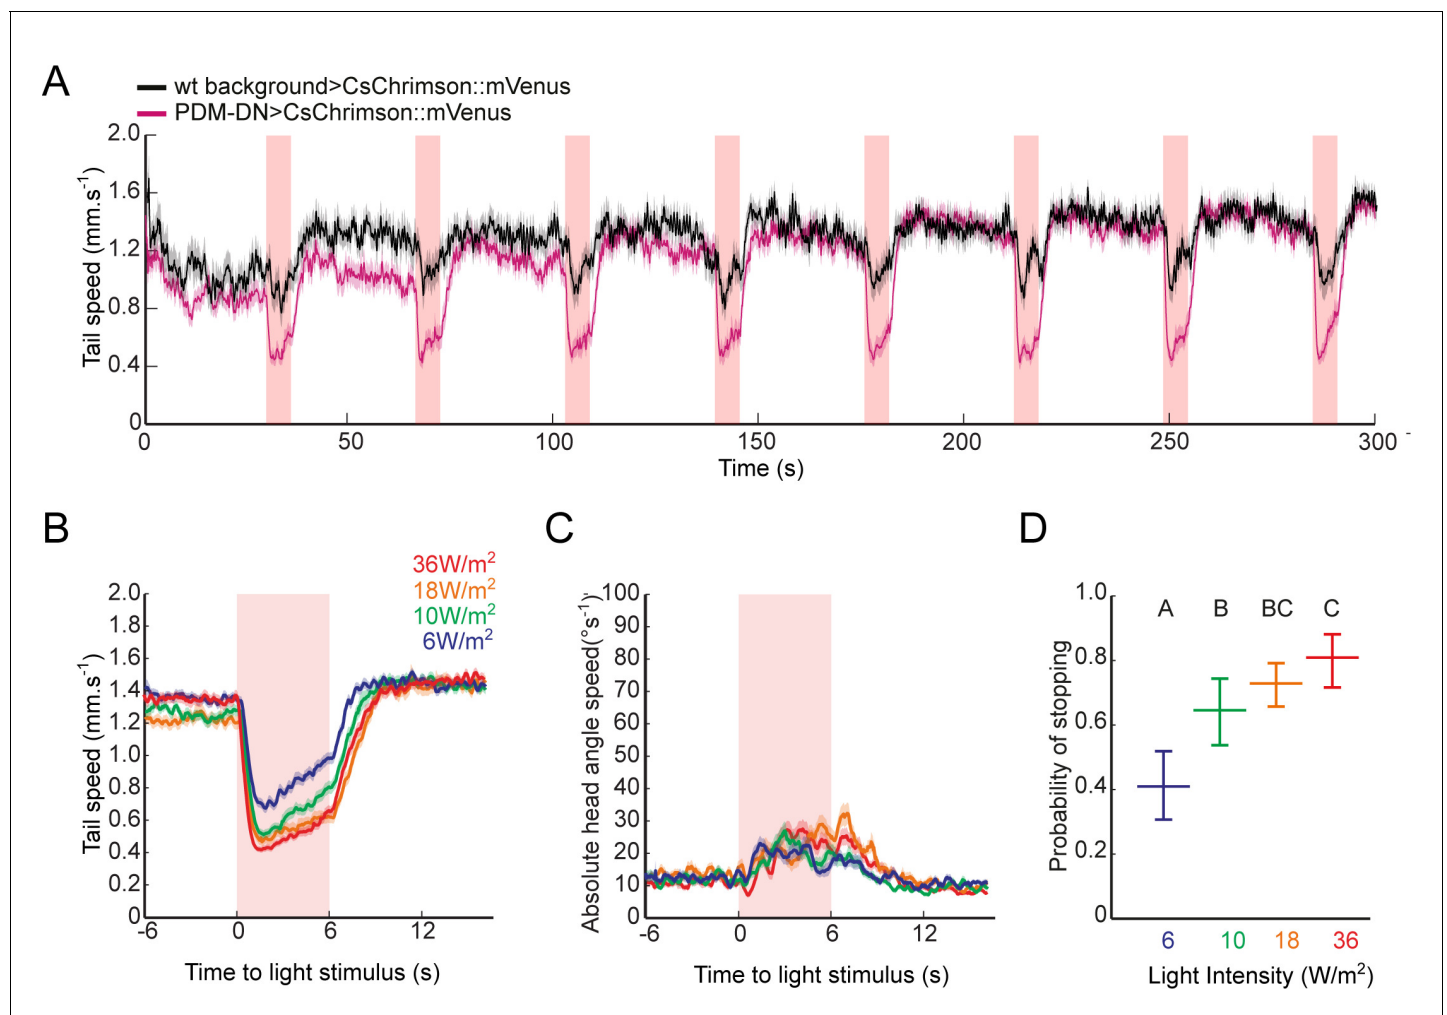 A
wt background>CsChrimson::mVenus
PDM-DN>CsChrimson::mVenus
2.0
1.6
1.2
0.8
0.4
0
Tail speed (mm.s-1)
0 50 100 150 200 250 300
Time (s)
B
36W/m2
18W/m2
10W/m2
6W/m2
2.0
1.8
1.6
1.4
1.2
1.0
0.8
0.6
0.4
0.2
0
Tail speed (mm.s-1)
-6 0 6 12
Time to light stimulus (s)
C
100
90
80
70
60
50
40
30
20
10
0
Absolute head angle speed(°s-1)
-6 0 6 12
Time to light stimulus (s)
D
1.0
0.8
0.6
0.4
0.2
0
Probability of stopping
A B BC C
6 10 18 36
Light Intensity (W/m2)